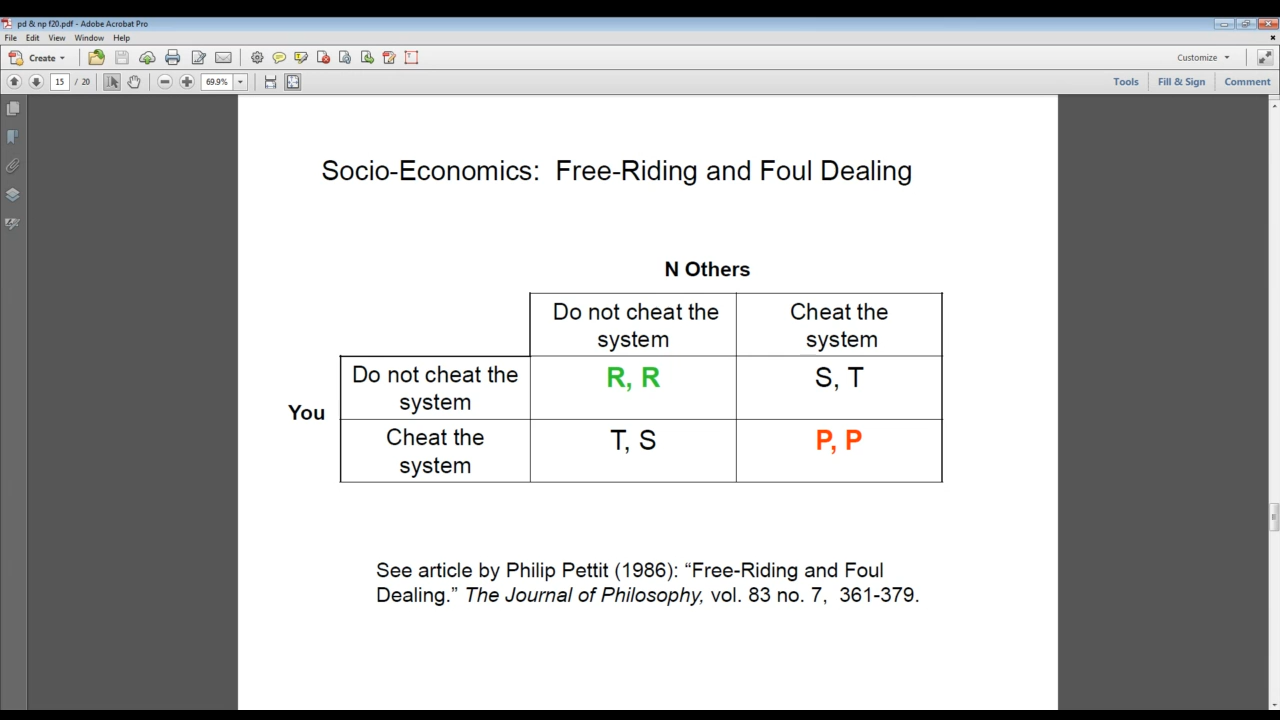 pd & np f20.pdf - Adobe Acrobat Pro
File Edit View Window Help
Create Customize
15 / 20 69.9% Tools Fill & Sign Comment
Socio-Economics: Free-Riding and Foul Dealing
N Others
Do not cheat the system
Cheat the system
You
Do not cheat the system
R, R
S, T
Cheat the system
T, S
P, P
See article by Philip Pettit (1986): “Free-Riding and Foul
Dealing.” The Journal of Philosophy, vol. 83 no. 7, 361-379.